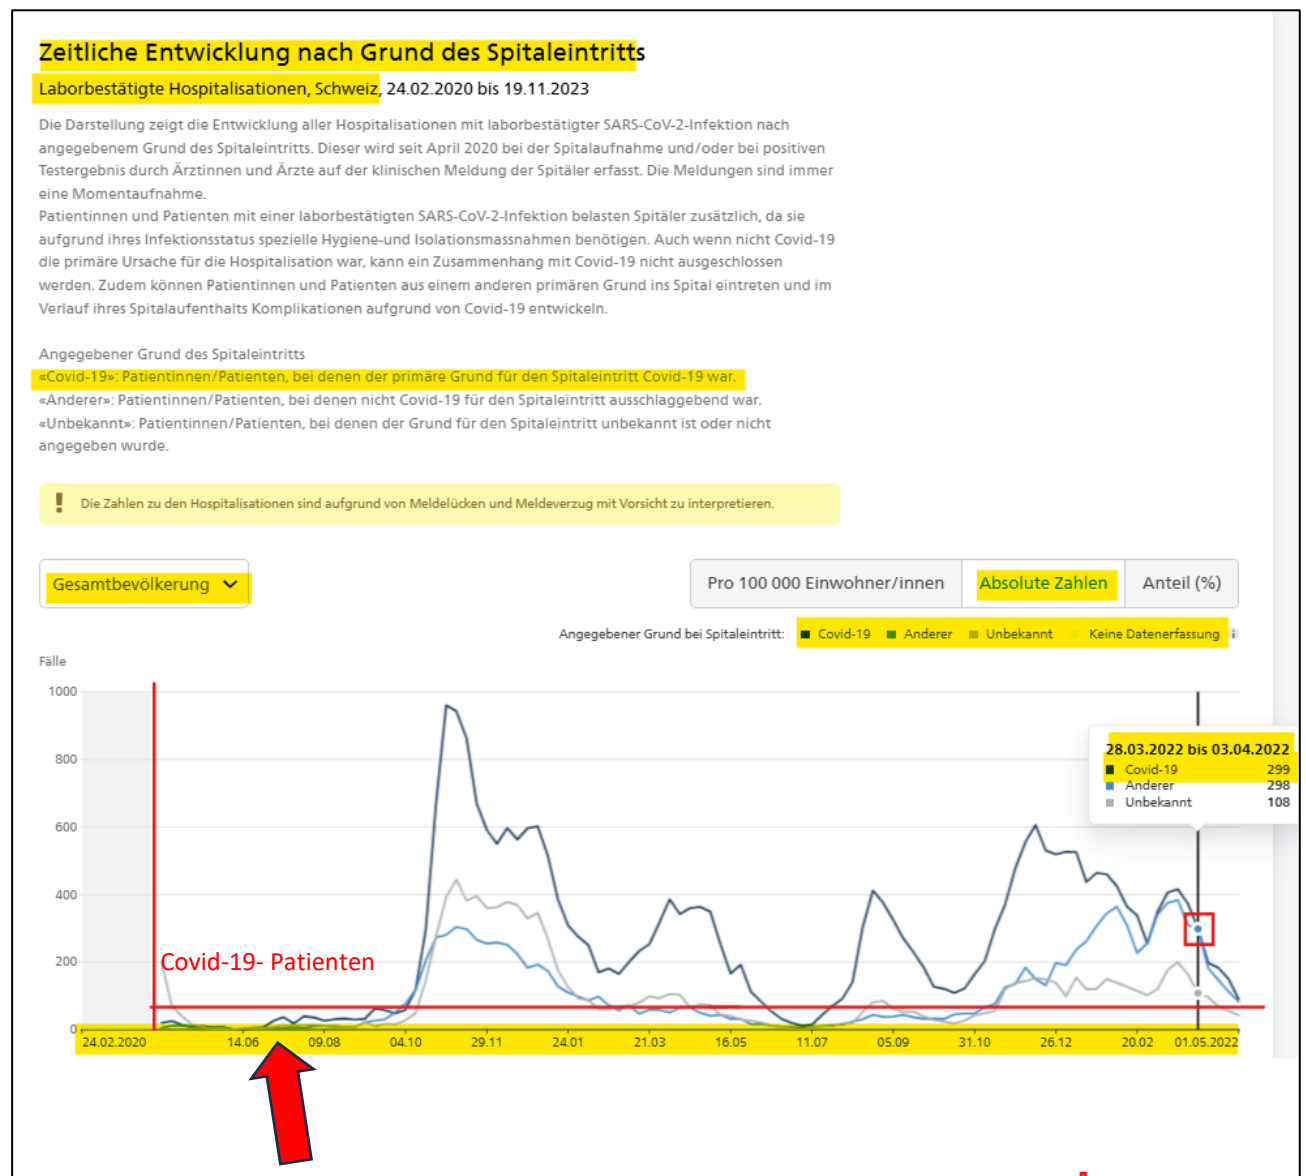 Zeitliche Entwicklung nach Grund des Spitaleintritts
Laborbestätigte Hospitalisationen, Schweiz, 24.02.2020 bis 19.11.2023
Die Darstellung zeigt die Entwicklung aller Hospitalisationen mit laborbestätigter SARS-CoV-2-Infektion nach
angegebenem Grund des Spitaleintritts. Dieser wird seit April 2020 bei der Spitalaufnahme und/oder bei positiven
Testergebnis durch Ärztinnen und Ärzte auf der klinischen Meldung der Spitäler erfasst. Die Meldungen sind immer
eine Momentaufnahme.
Patientinnen und Patienten mit einer laborbestätigten SARS-CoV-2-Infektion belasten Spitäler zusätzlich, da sie
aufgrund ihres Infektionsstatus spezielle Hygiene-und Isolationsmassnahmen benötigen. Auch wenn nicht Covid-19
die primäre Ursache für die Hospitalisation war, kann ein Zusammenhang mit Covid-19 nicht ausgeschlossen
werden. Zudem können Patientinnen und Patienten aus einem anderen primären Grund ins Spital eintreten und im
Verlauf ihres Spitalaufenthalts Komplikationen aufgrund von Covid-19 entwickeln.
Angegebener Grund des Spitaleintritts
«Covid-19»: Patientinnen/Patienten, bei denen der primäre Grund für den Spitaleintritt Covid-19 war.
«Anderer»: Patientinnen/Patienten, bei denen nicht Covid-19 für den Spitaleintritt ausschlaggebend war.
«Unbekannt»: Patientinnen/Patienten, bei denen der Grund für den Spitaleintritt unbekannt ist oder nicht
angegeben wurde.
Die Zahlen zu den Hospitalisationen sind aufgrund von Meldelücken und Meldeverzug mit Vorsicht zu interpretieren.
Gesamtbevölkerung Pro 100 000 Einwohner/innen Absolute Zahlen Anteil (%)
Angegebener Grund bei Spitaleintritt: Covid-19 Anderer Unbekannt Keine Datenerfassung
Fälle
1000
800
28.03.2022 bis 03.04.2022
Covid-19 299
Anderer 298
Unbekannt 108
600
400
200
Covid-19- Patienten
0
24.02.2020 14.06 09.08 04.10 29.11 24.01 21.03 16.05 11.07 05.09 31.10 26.12 20.02 01.05.2022